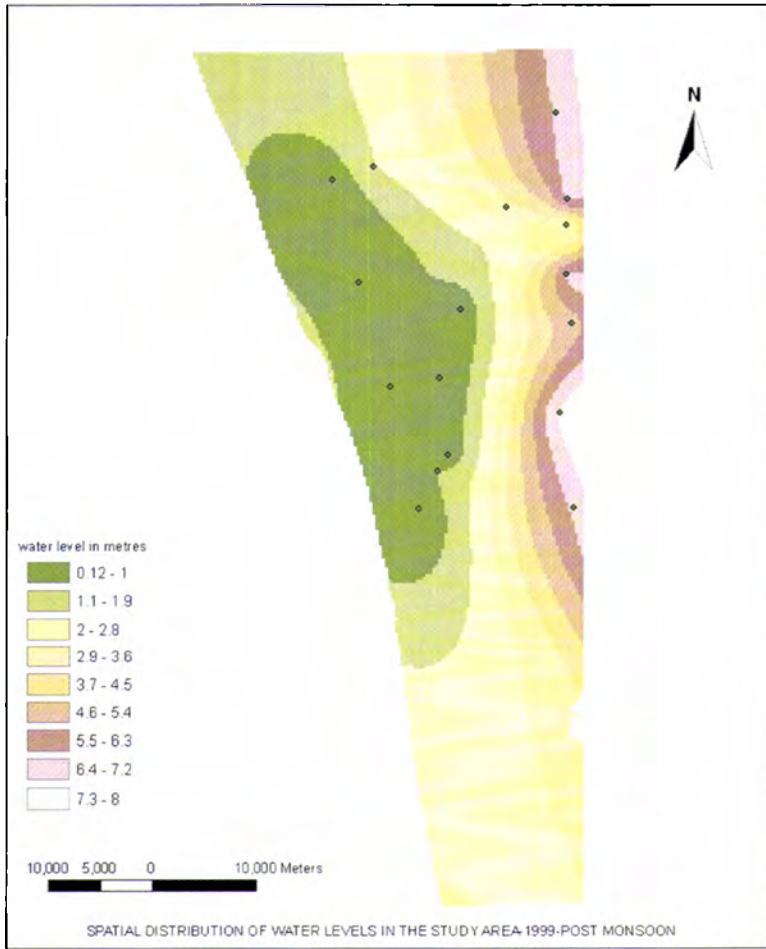 N
water level in metres
0.12 - 1
1.1 - 1.9
2 - 2.8
2.9 - 3.6
3.7 - 4.5
4.6 - 5.4
5.5 - 6.3
6.4 - 7.2
7.3 - 8
10,000 5,000 0 10,000 Meters
SPATIAL DISTRIBUTION OF WATER LEVELS IN THE STUDY AREA-1999-POST MONSOON